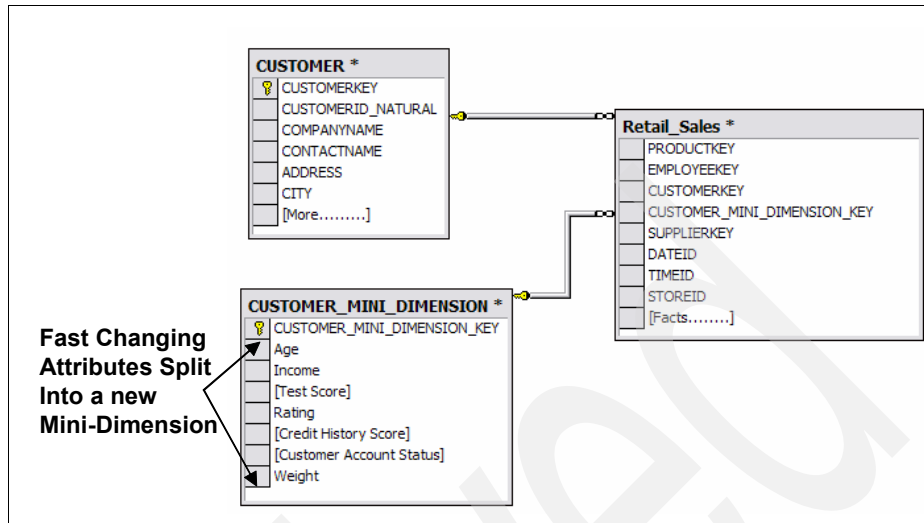 CUSTOMER *
CUSTOMERKEY
CUSTOMERID_NATURAL
COMPANYNAME
CONTACTNAME
ADDRESS
CITY
[More.........]
Retail_Sales *
PRODUCTKEY
EMPLOYEEKEY
CUSTOMERKEY
CUSTOMER_MINI_DIMENSION_KEY
SUPPLIERKEY
DATEID
TIMEID
STOREID
[Facts........]
Fast Changing
Attributes Split
Into a new
Mini-Dimension
CUSTOMER_MINI_DIMENSION *
CUSTOMER_MINI_DIMENSION_KEY
Age
Income
[Test Score]
Rating
[Credit History Score]
[Customer Account Status]
Weight